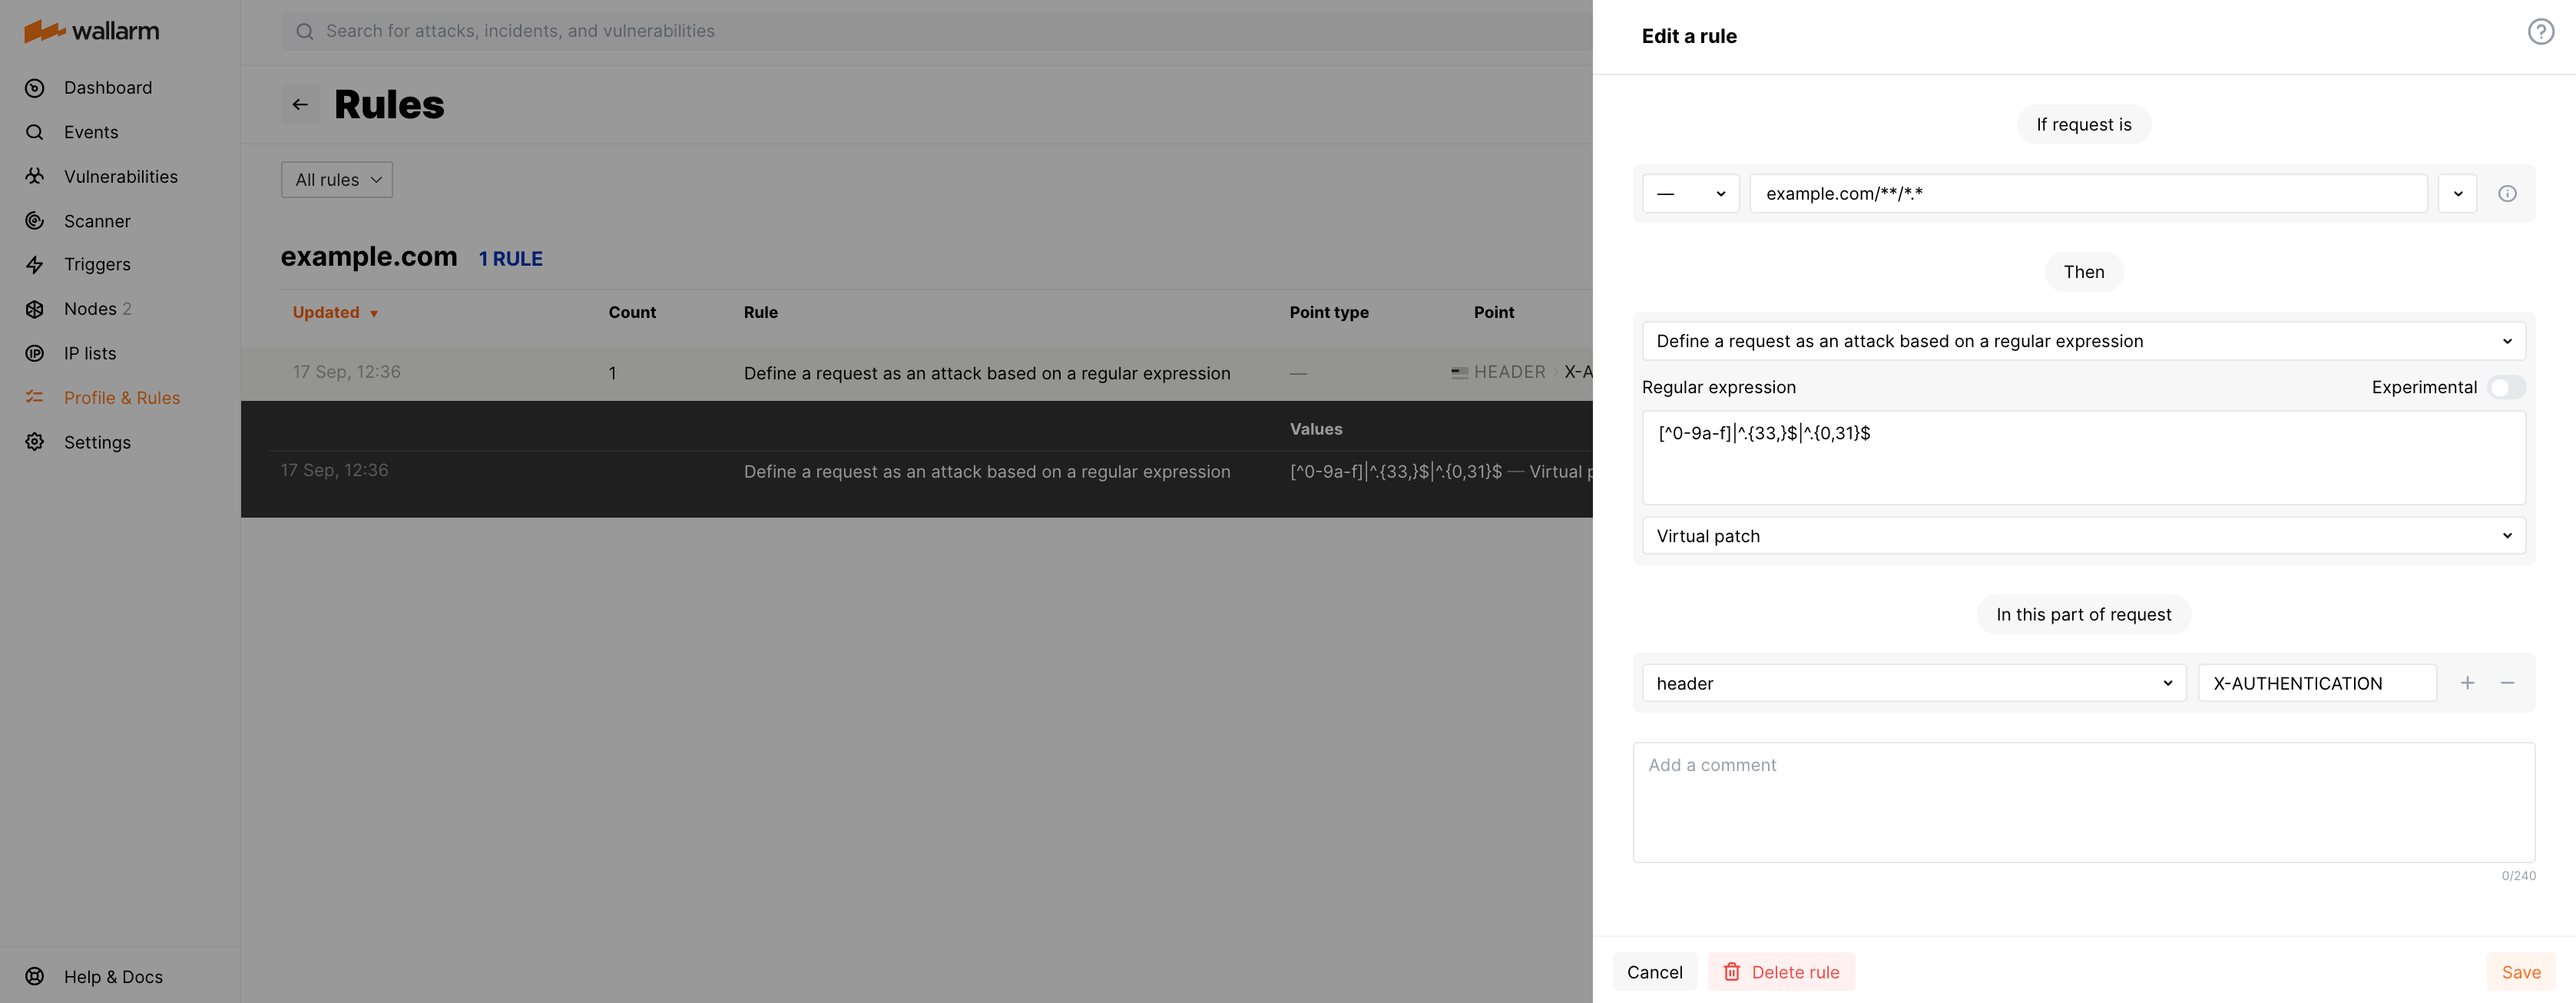 wallarm
Dashboard
Events
Vulnerabilities
Scanner
Triggers
Nodes 2
IP lists
Profile & Rules
Settings
Help & Docs
Search for attacks, incidents, and vulnerabilities
Rules
All rules
example.com 1 RULE
Updated ▼ Count Rule Point type Point
17 Sep, 12:36 1 Define a request as an attack based on a regular expression — HEADER › X-A
Values
17 Sep, 12:36 Define a request as an attack based on a regular expression [^0-9a-f]|^.{33,}$|^.{0,31}$ — Virtual p
Edit a rule
If request is
— example.com/**/*.*
Then
Define a request as an attack based on a regular expression
Regular expression Experimental
[^0-9a-f]|^.{33,}$|^.{0,31}$
Virtual patch
In this part of request
header X-AUTHENTICATION
Add a comment
0/240
Cancel Delete rule Save